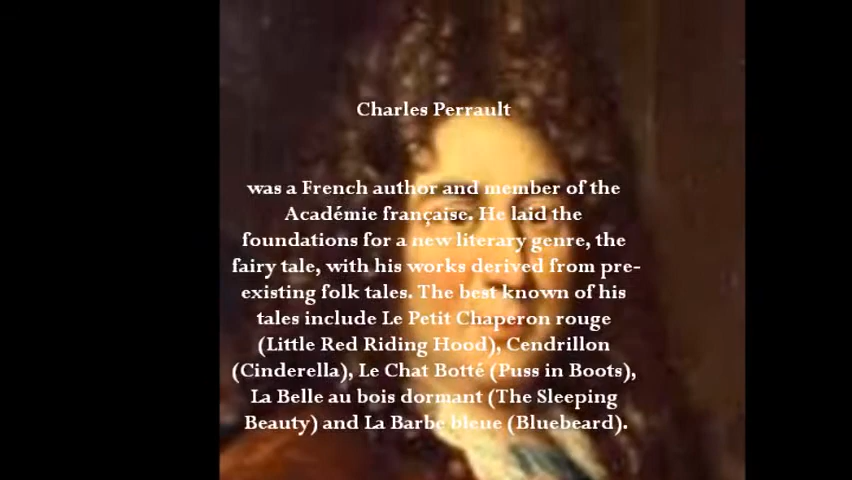 Charles Perrault
was a French author and member of the
Académie française. He laid the
foundations for a new literary genre, the
fairy tale, with his works derived from pre-
existing folk tales. The best known of his
tales include Le Petit Chaperon rouge
(Little Red Riding Hood), Cendrillon
(Cinderella), Le Chat Botté (Puss in Boots),
La Belle au bois dormant (The Sleeping
Beauty) and La Barbe bleue (Bluebeard).